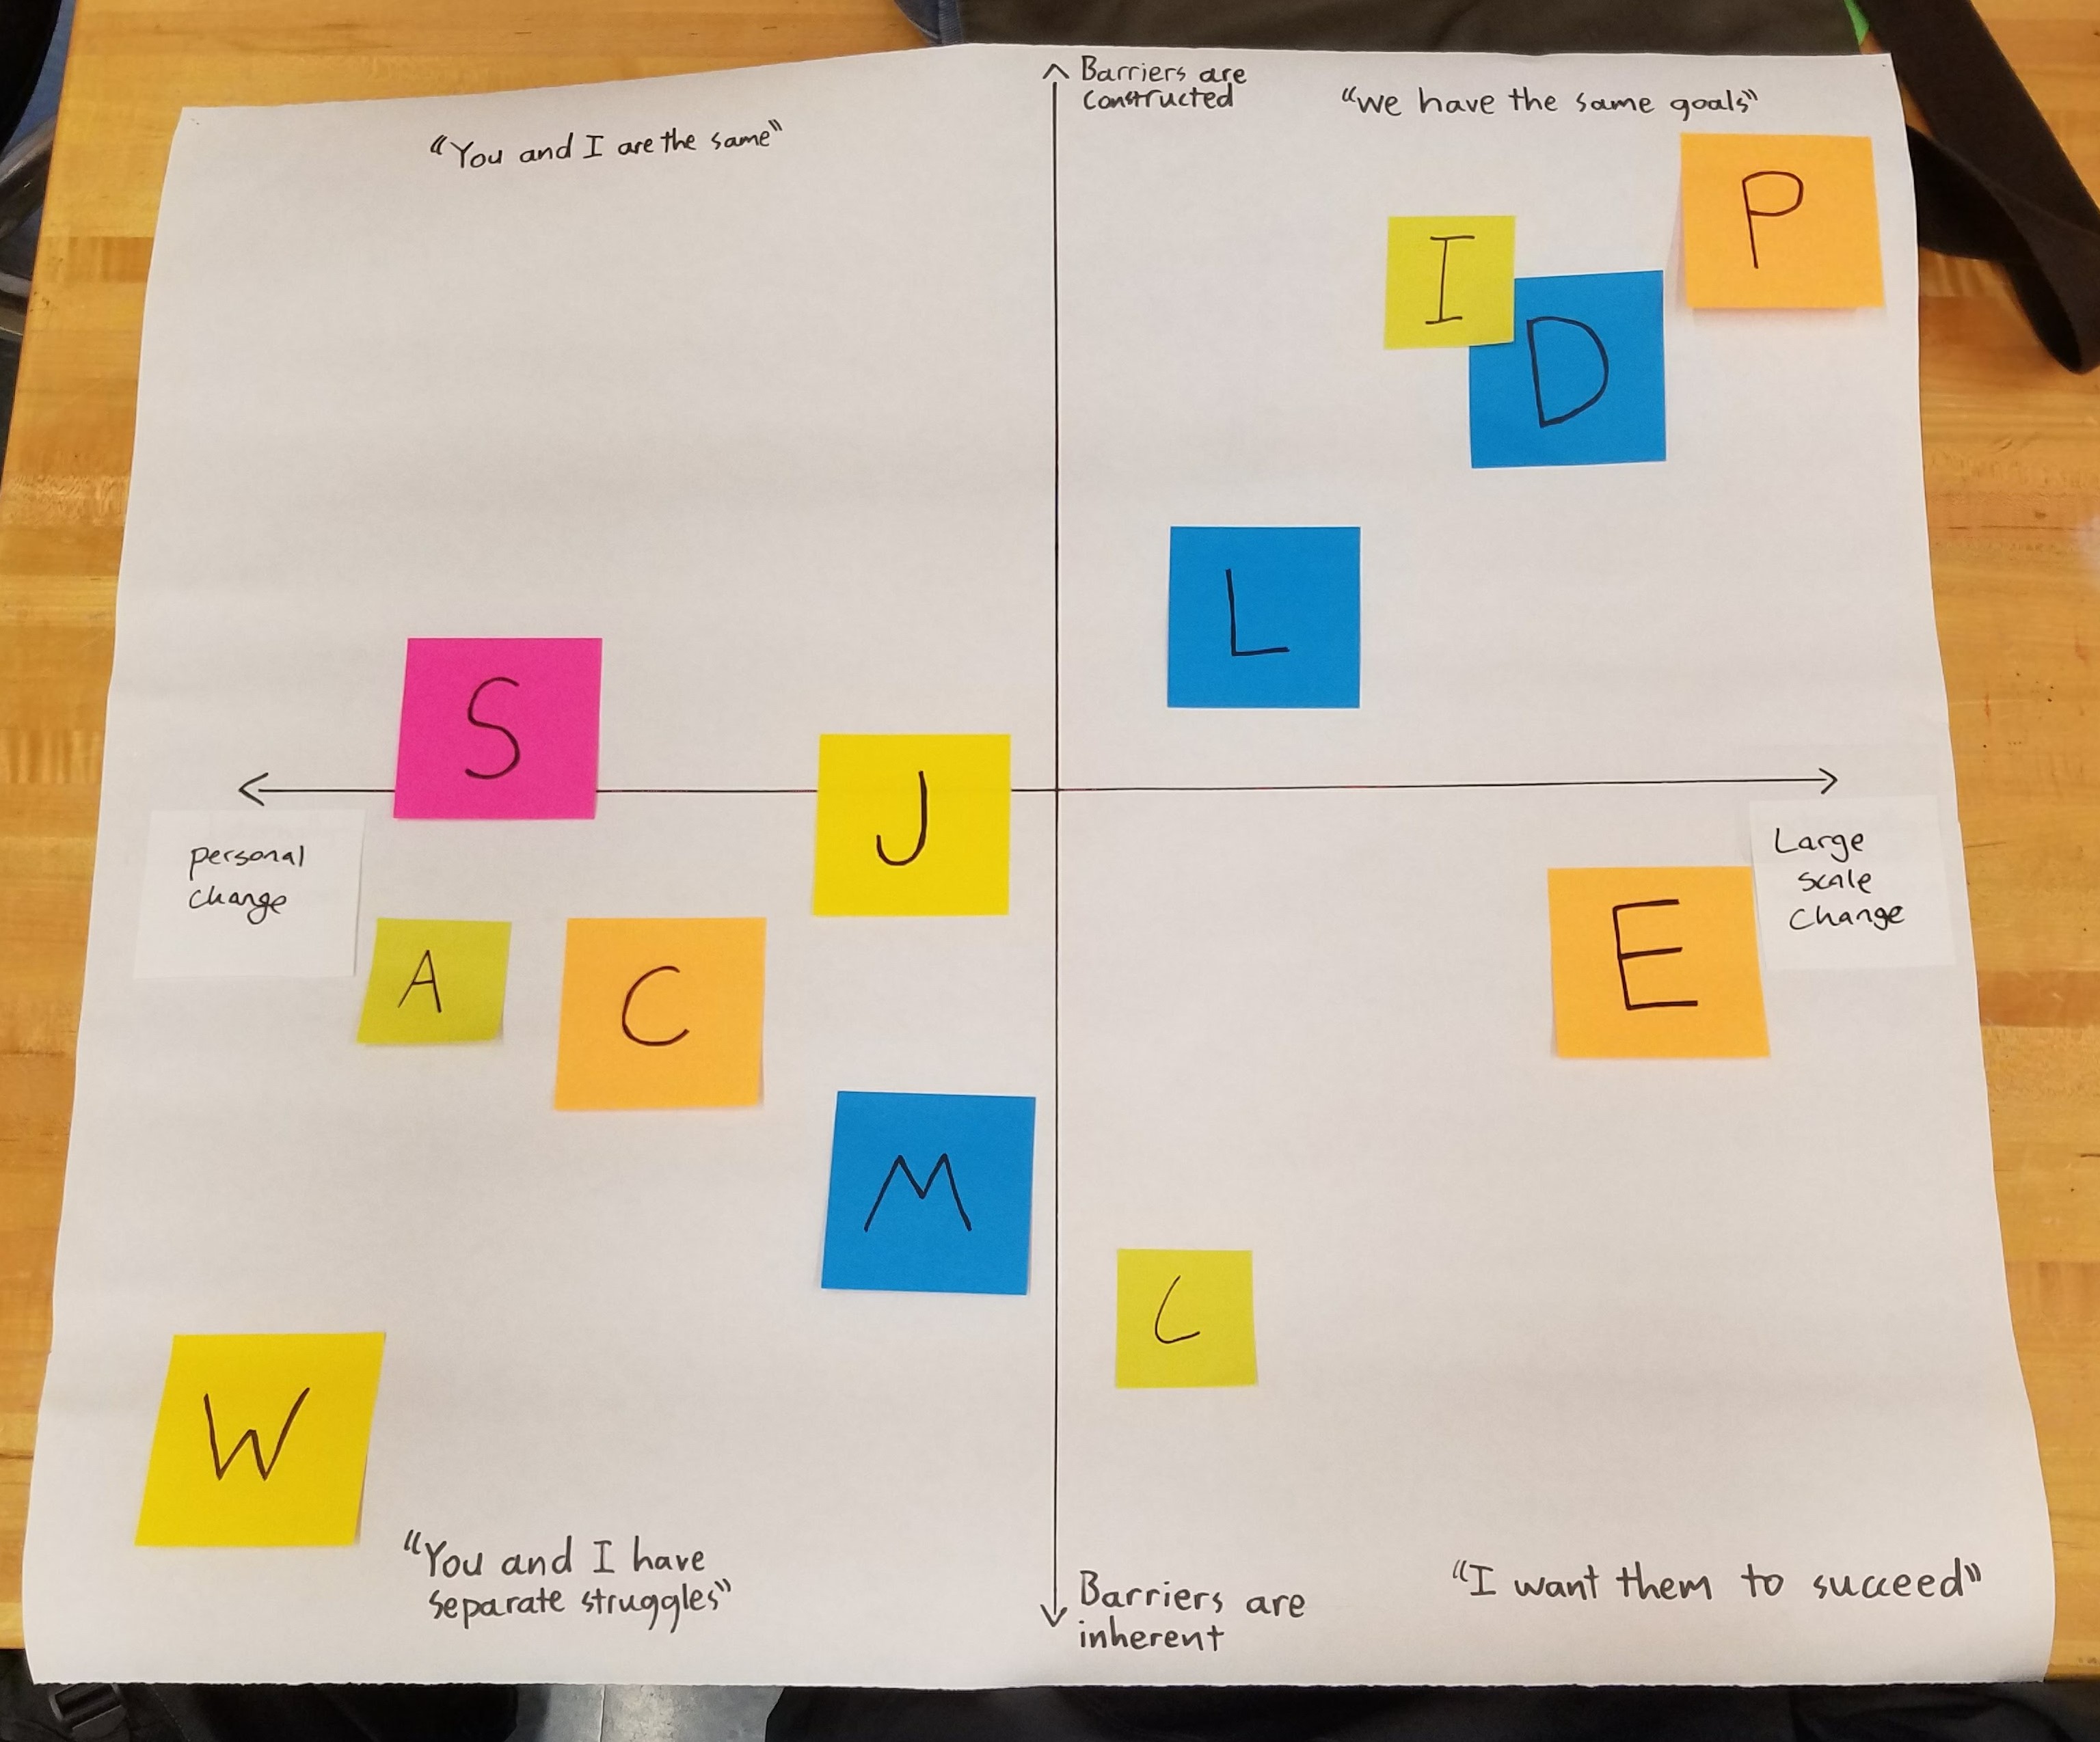 Barriers are
constructed
"You and I are the same"
"we have the same goals"
P
I
D
L
S
J
personal
change
Large
scale
change
A
C
E
M
C
W
"You and I have
separate struggles"
Barriers are
inherent
"I want them to succeed"